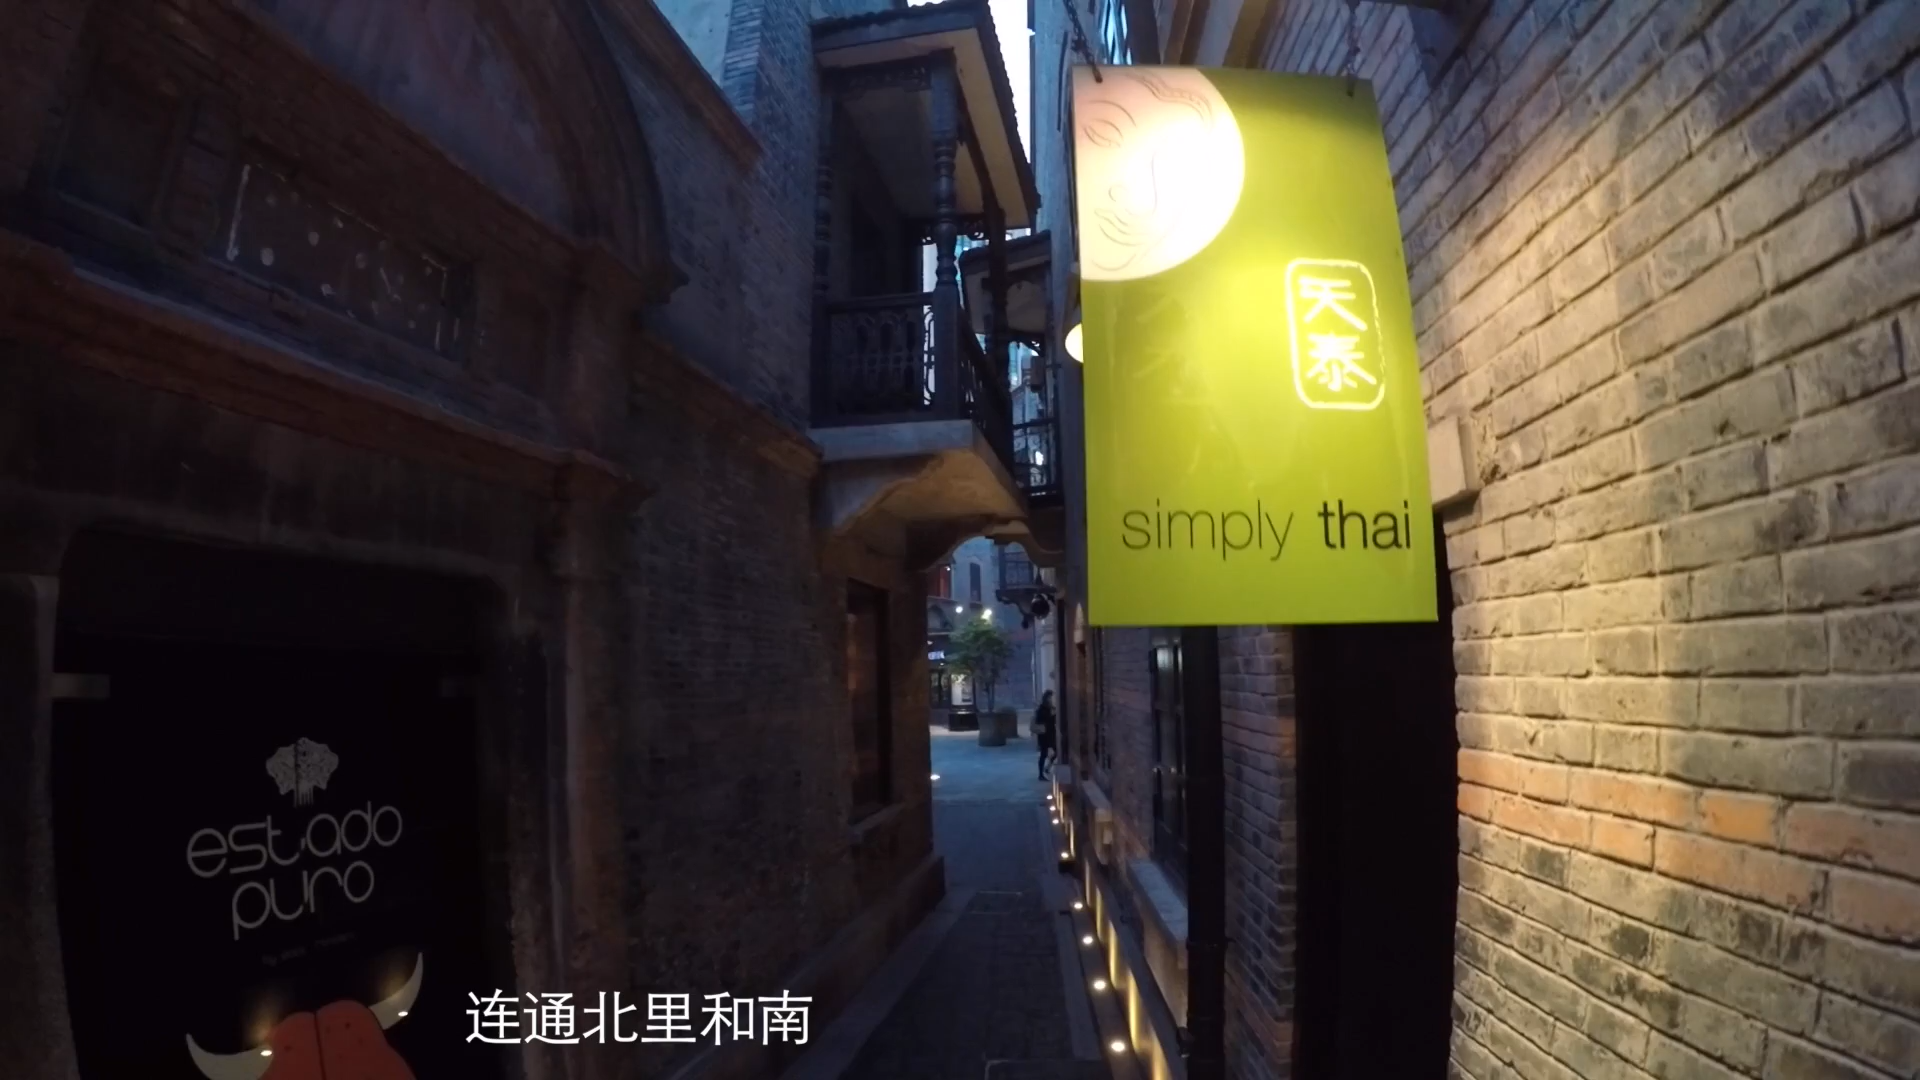 天
泰
simply thai
estado
puro
连通北里和南